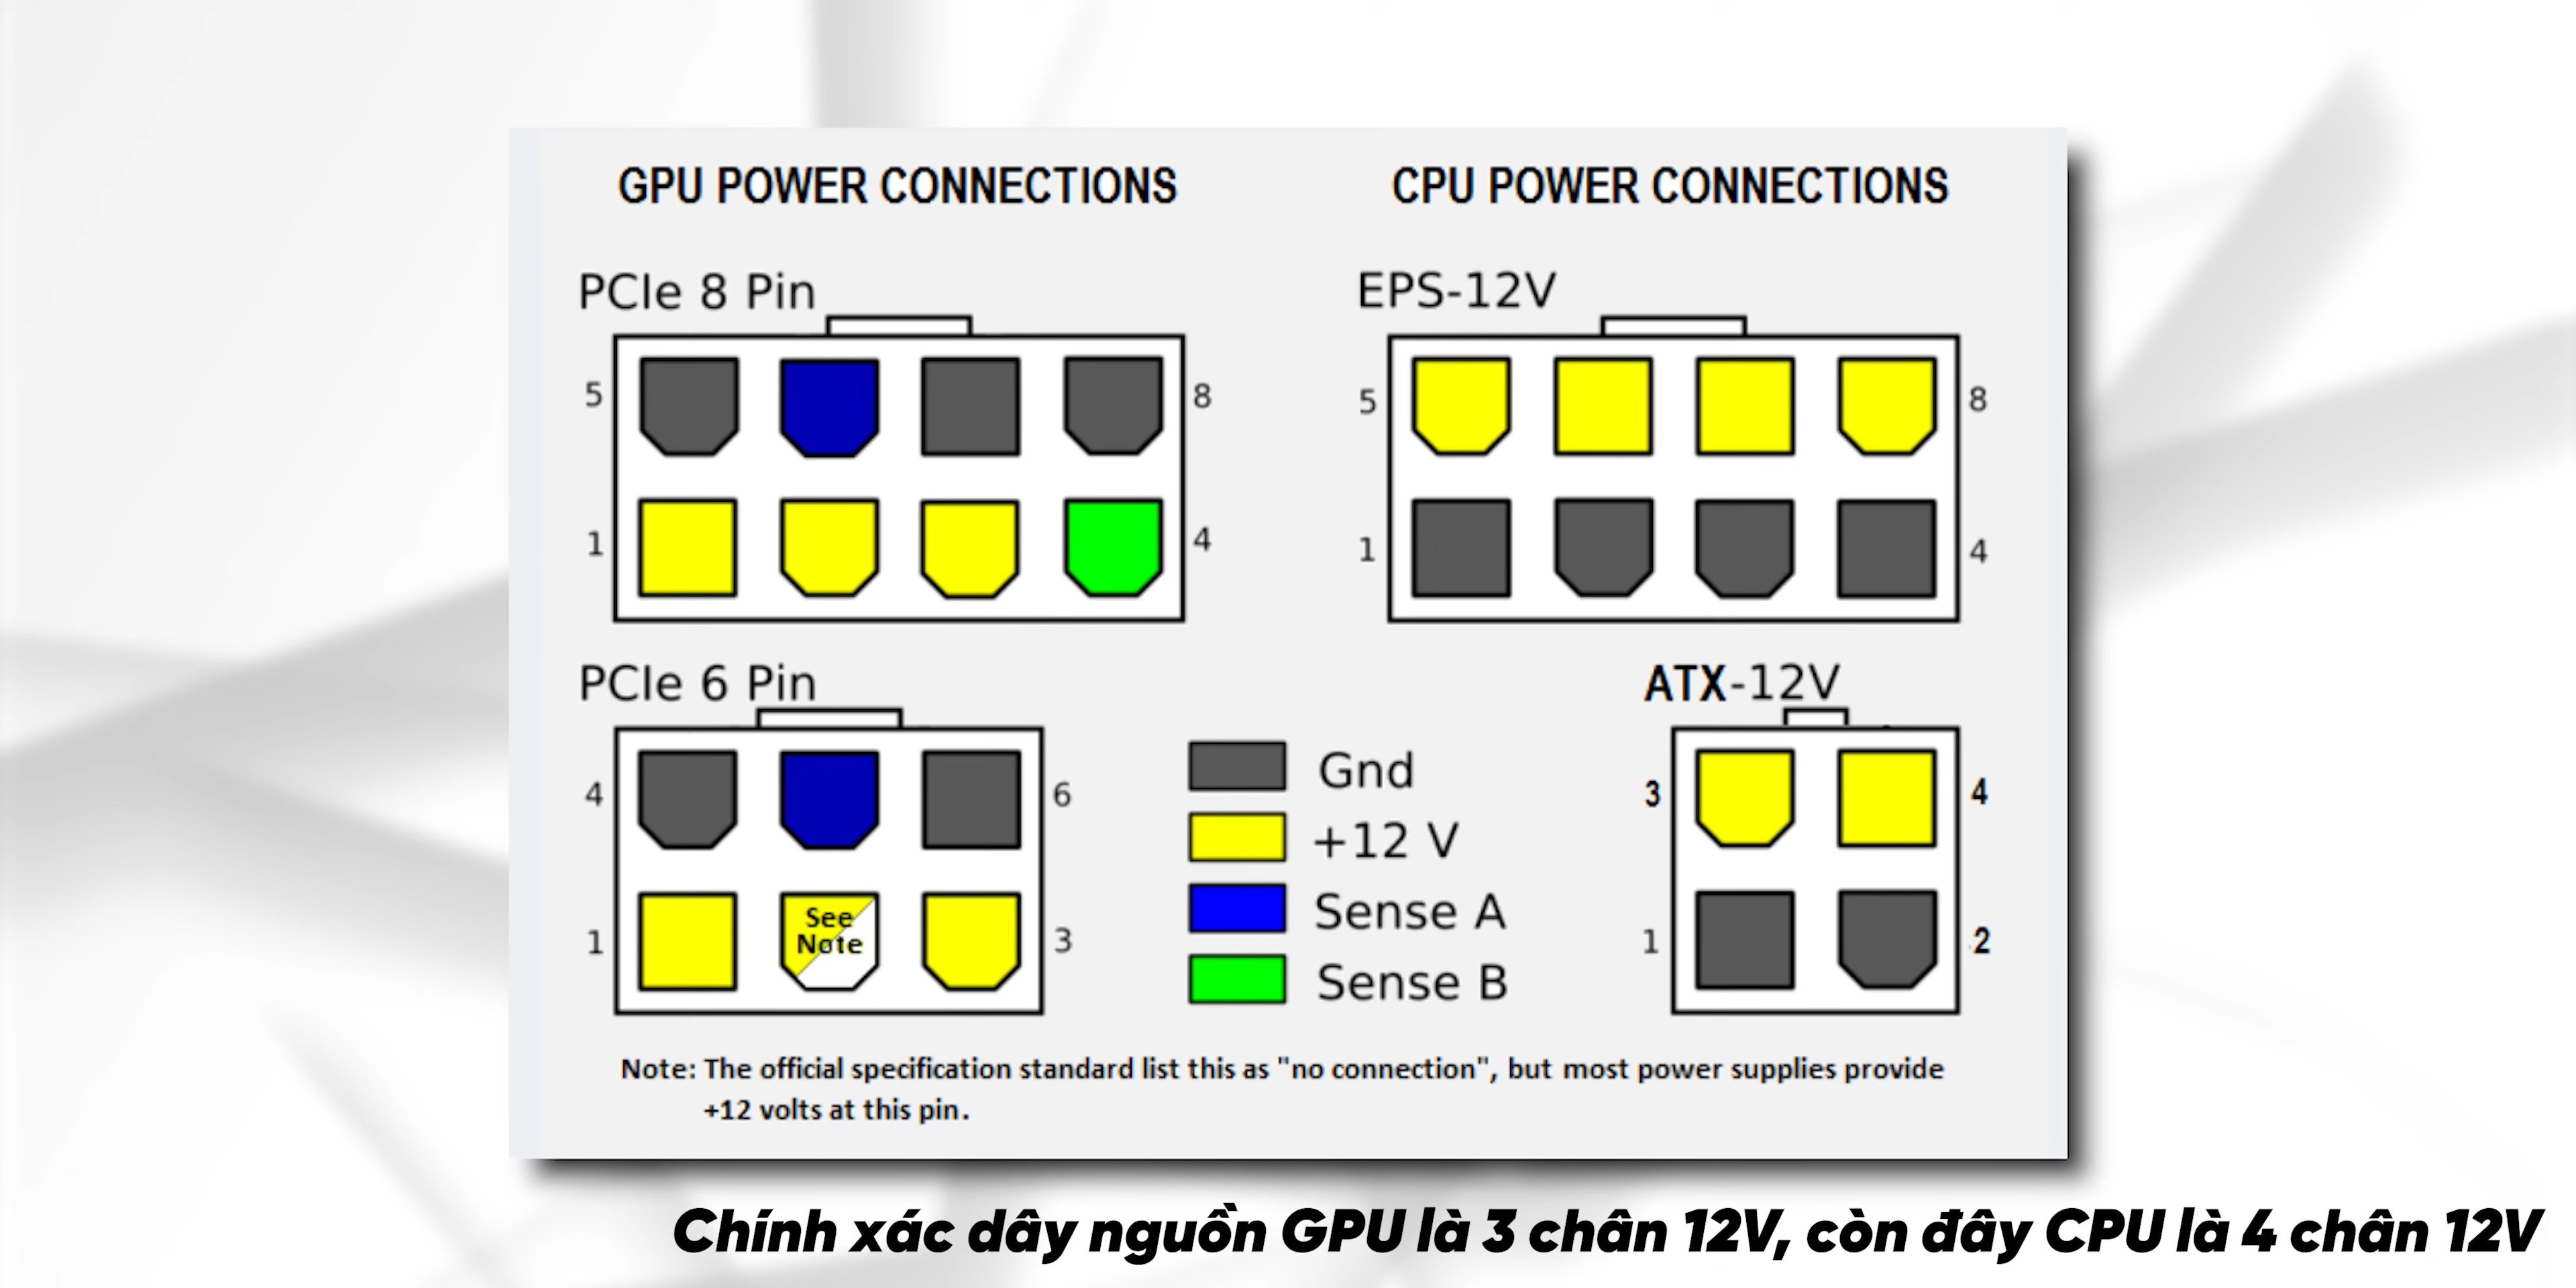 GPU POWER CONNECTIONS
CPU POWER CONNECTIONS
PCIe 8 Pin
EPS-12V
5
8
5
8
1
4
1
4
PCIe 6 Pin
ATX-12V
4
6
Gnd
3
4
+12 V
See
Note
1
3
Sense A
1
2
Sense B
Note: The official specification standard list this as "no connection", but most power supplies provide
+12 volts at this pin.
Chính xác dây nguồn GPU là 3 chân 12V, còn đây CPU là 4 chân 12V